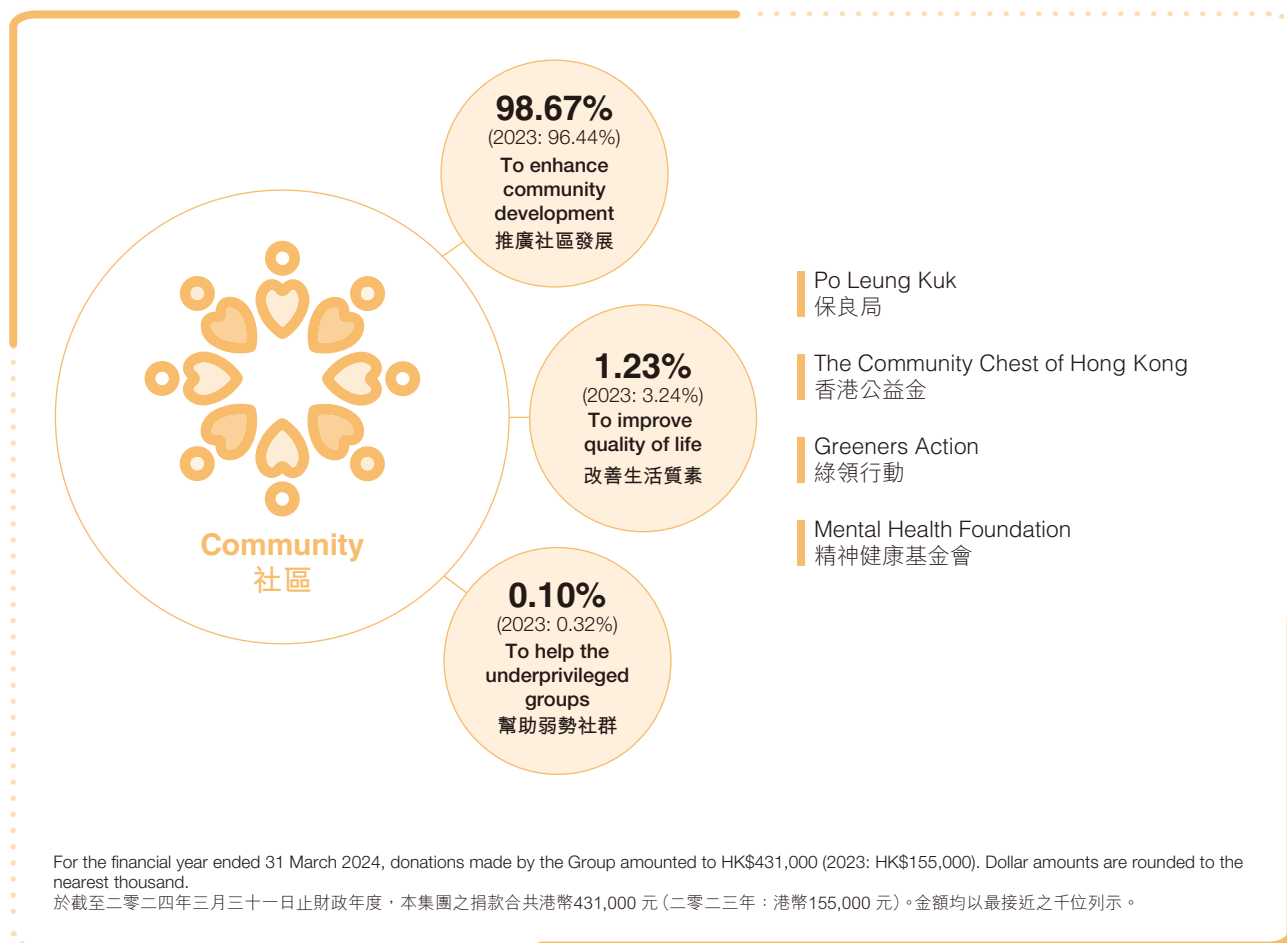 98.67%
(2023: 96.44%)
To enhance
community
development
推廣社區發展
1.23%
(2023: 3.24%)
To improve
quality of life
改善生活質素
0.10%
(2023: 0.32%)
To help the
underprivileged
groups
幫助弱勢社群
Community
社區
Po Leung Kuk
保良局
The Community Chest of Hong Kong
香港公益金
Greeners Action
綠領行動
Mental Health Foundation
精神健康基金會
For the financial year ended 31 March 2024, donations made by the Group amounted to HK$431,000 (2023: HK$155,000). Dollar amounts are rounded to the
nearest thousand.
於截至二零二四年三月三十一日止財政年度，本集團之捐款合共港幣431,000 元（二零二三年：港幣155,000 元）。金額均以最接近之千位列示。